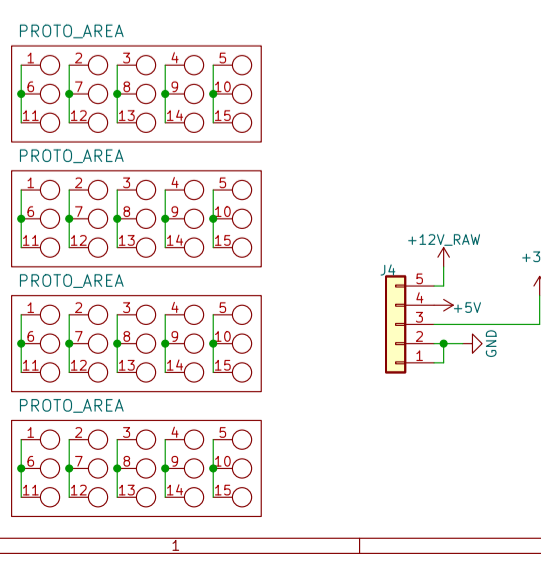 PROTO_AREA
1 2 3 4 5
6 7 8 9 10
11 12 13 14 15
PROTO_AREA
1 2 3 4 5
6 7 8 9 10
11 12 13 14 15
PROTO_AREA
1 2 3 4 5
6 7 8 9 10
11 12 13 14 15
PROTO_AREA
1 2 3 4 5
6 7 8 9 10
11 12 13 14 15
+12V_RAW
+3
J4
5
4
+5V
3
2
GND
1
1